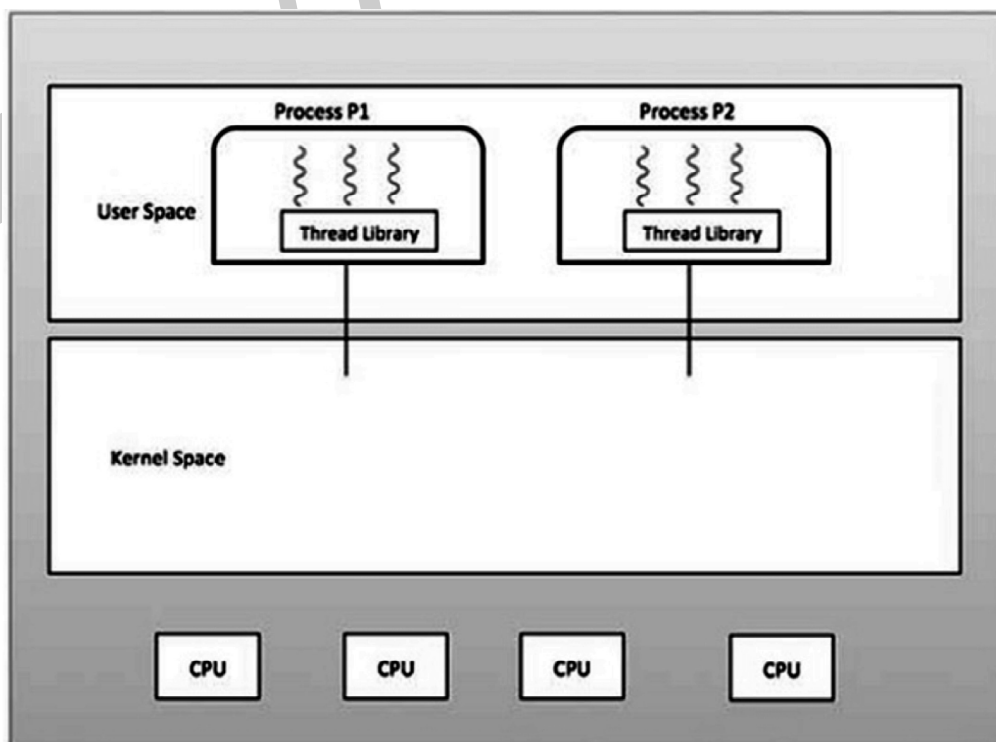 Process P1
Process P2
User Space
Thread Library
Thread Library
Kernel Space
CPU
CPU
CPU
CPU